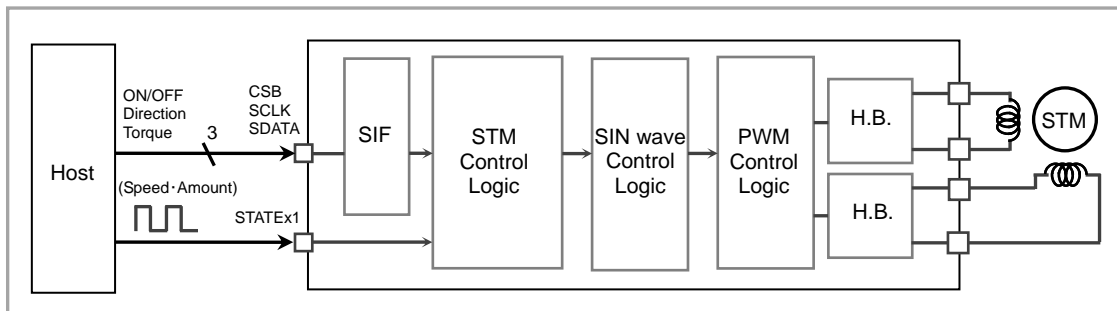 Host
ON/OFF
Direction
Torque
3
CSB
SCLK
SDATA
(Speed･Amount)
STATEx1
SIF
STM
Control
Logic
SIN wave
Control
Logic
PWM
Control
Logic
H.B.
H.B.
STM